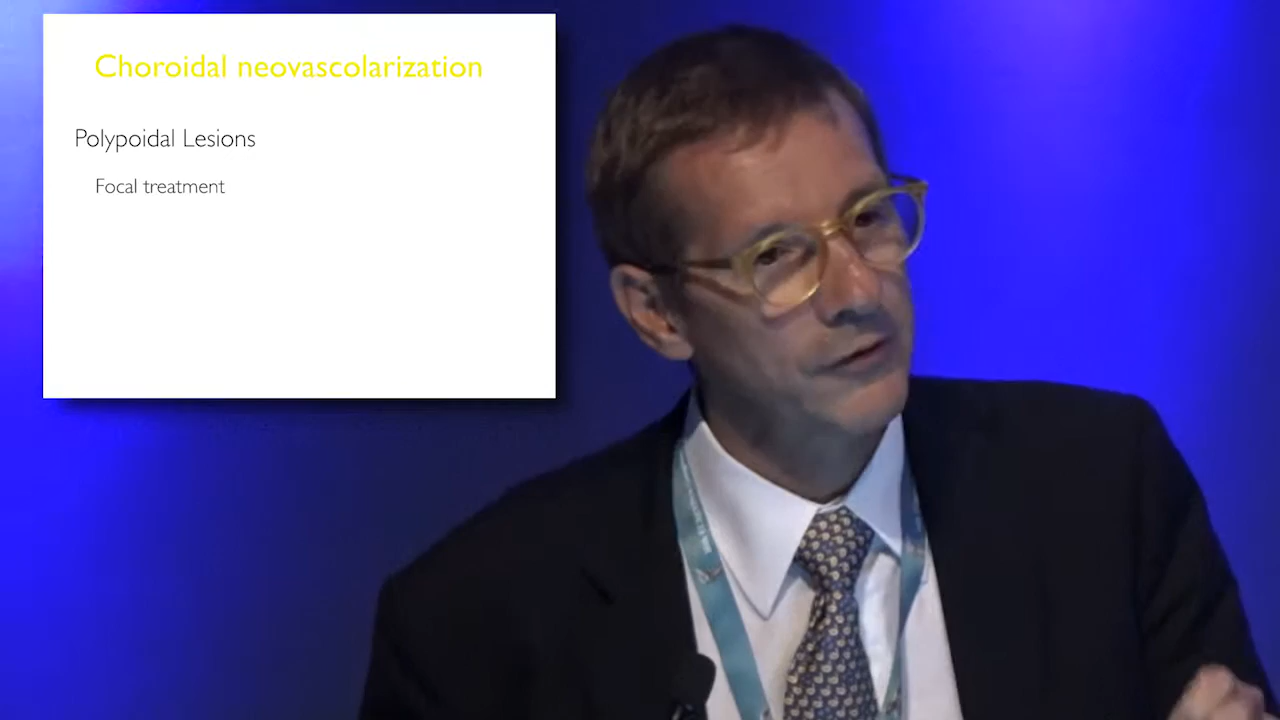 Choroidal neovascolarization
Polypoidal Lesions
Focal treatment